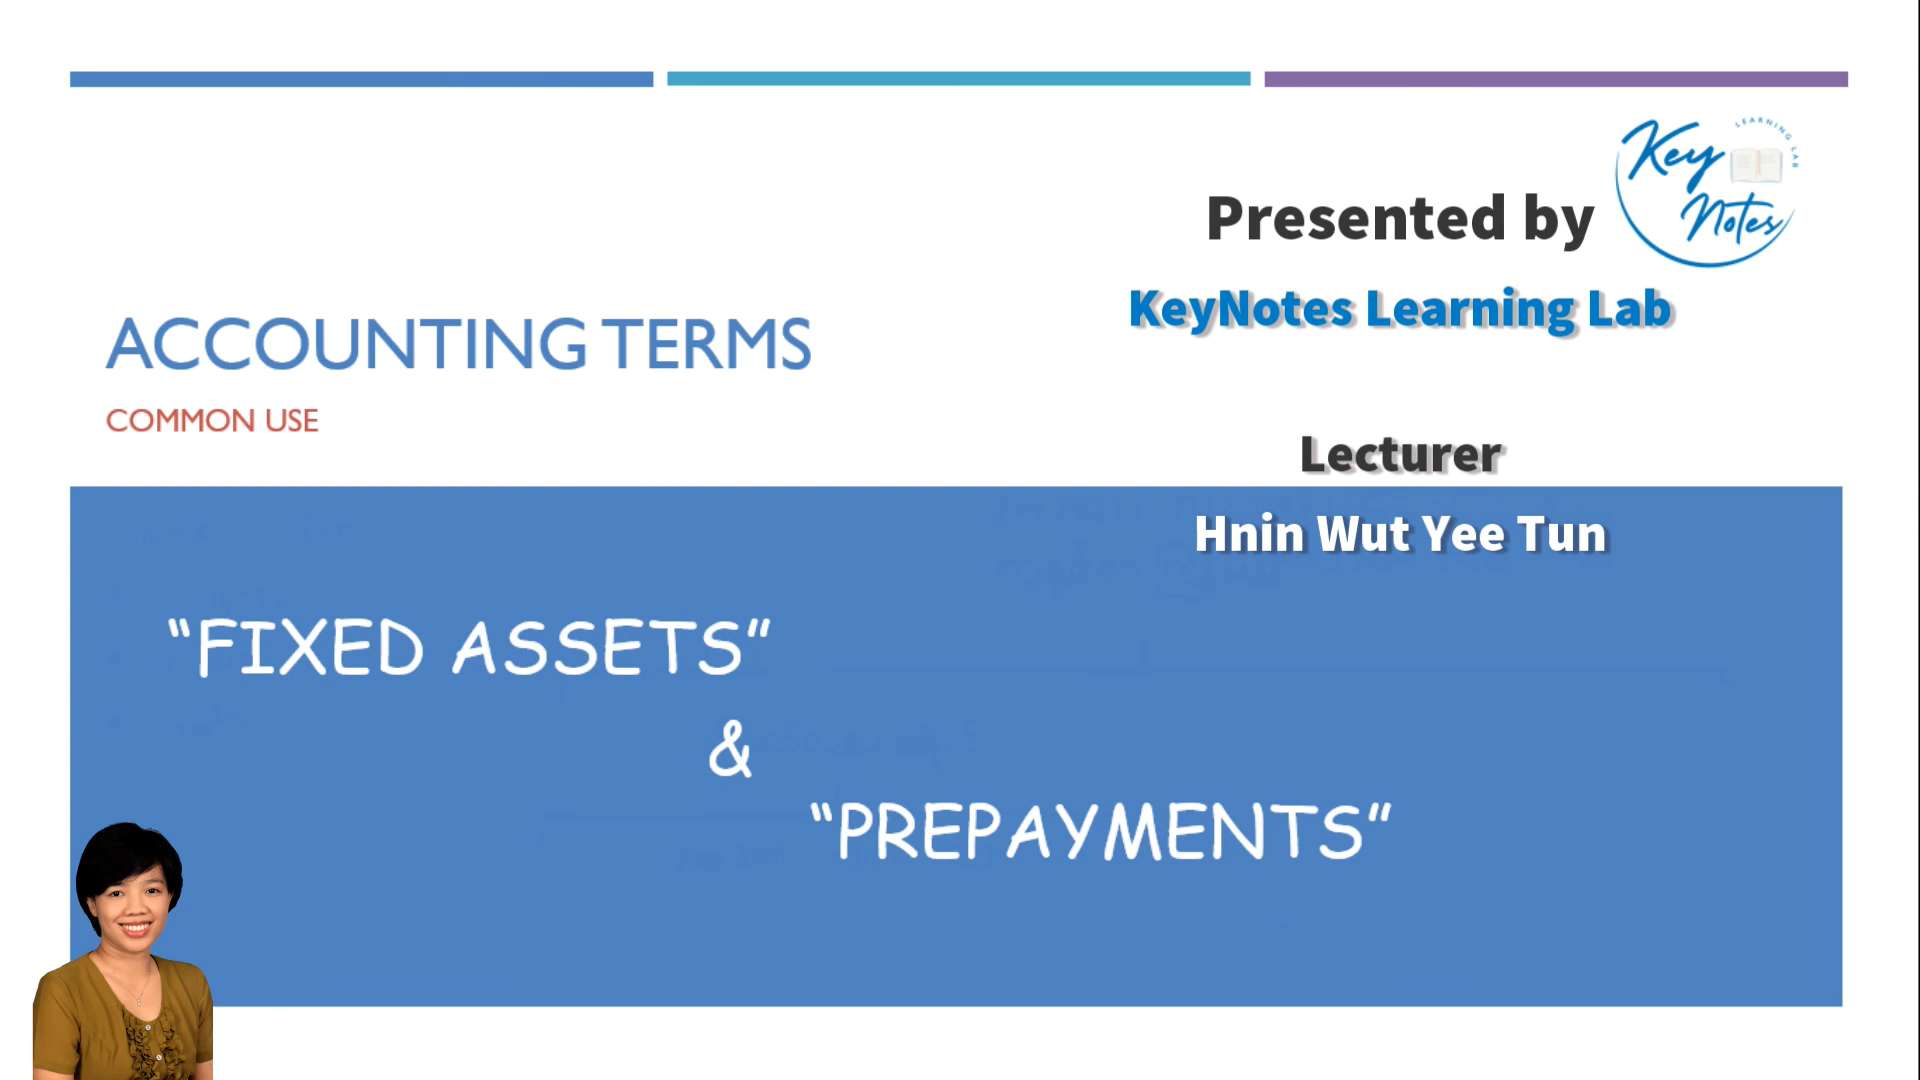 LEARNING LAB
Key
Notes
Presented by
KeyNotes Learning Lab
ACCOUNTING TERMS
COMMON USE
Lecturer
Hnin Wut Yee Tun
“FIXED ASSETS”
&
“PREPAYMENTS”